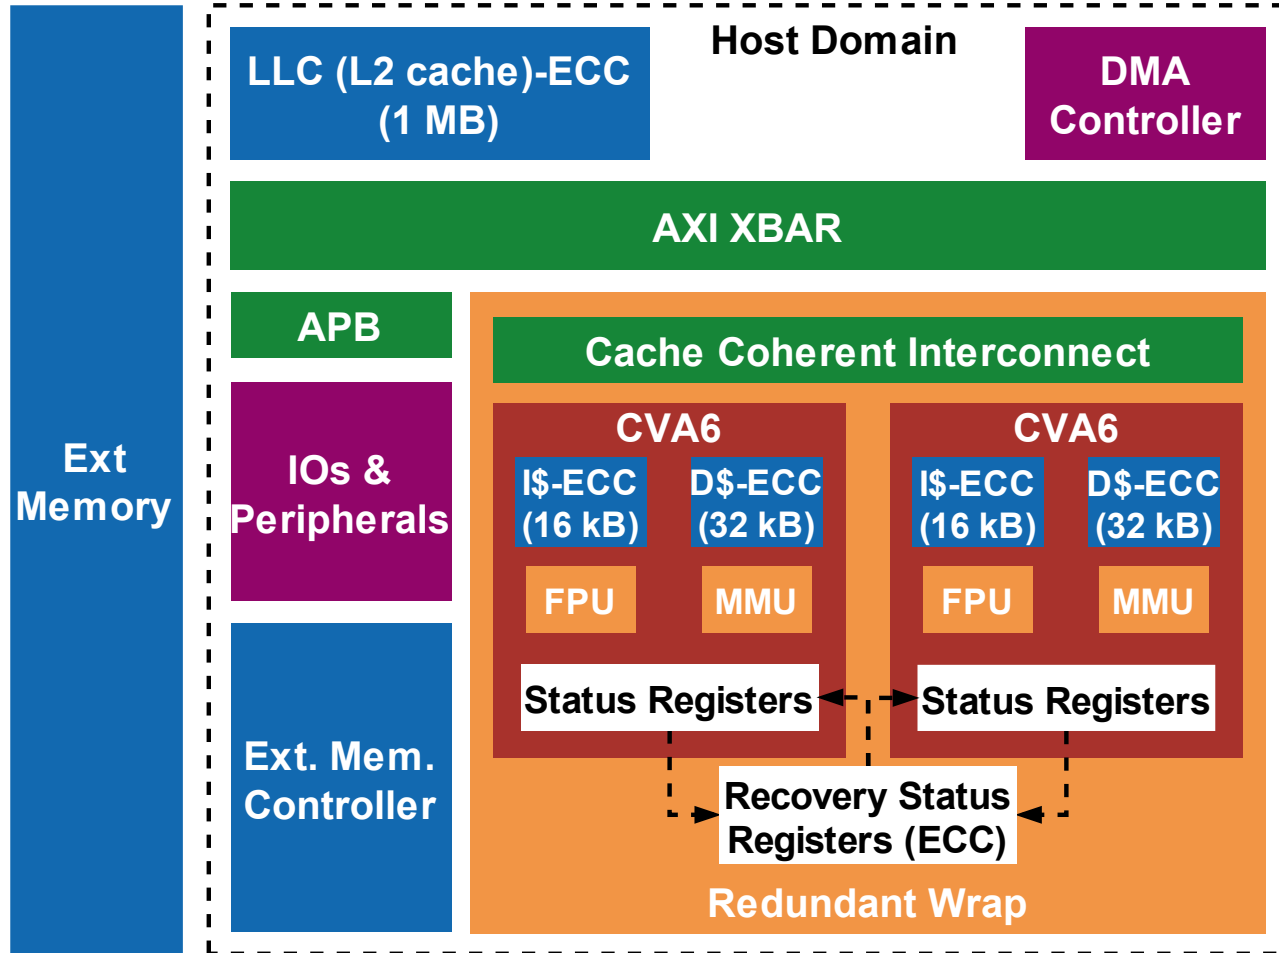 Host Domain
LLC (L2 cache)-ECC
(1 MB)
DMA
Controller
AXI XBAR
Ext
Memory
APB
IOs &
Peripherals
Ext. Mem.
Controller
Cache Coherent Interconnect
CVA6
I$-ECC
(16 kB)
D$-ECC
(32 kB)
FPU
MMU
Status Registers
CVA6
I$-ECC
(16 kB)
D$-ECC
(32 kB)
FPU
MMU
Status Registers
Recovery Status
Registers (ECC)
Redundant Wrap